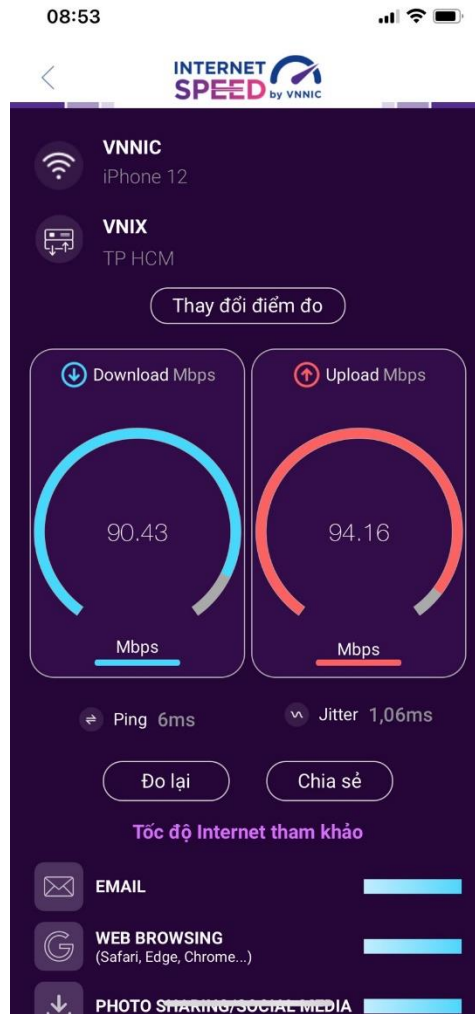 08:53
INTERNET
SPEED by VNNIC
VNNIC
iPhone 12
VNIX
TP HCM
Thay đổi điểm đo
Download Mbps
Upload Mbps
90.43
94.16
Mbps
Mbps
Ping 6ms
Jitter 1,06ms
Đo lại
Chia sẻ
Tốc độ Internet tham khảo
EMAIL
G
WEB BROWSING
(Safari, Edge, Chrome...)
PHOTO SHARING/SOCIAL MEDIA